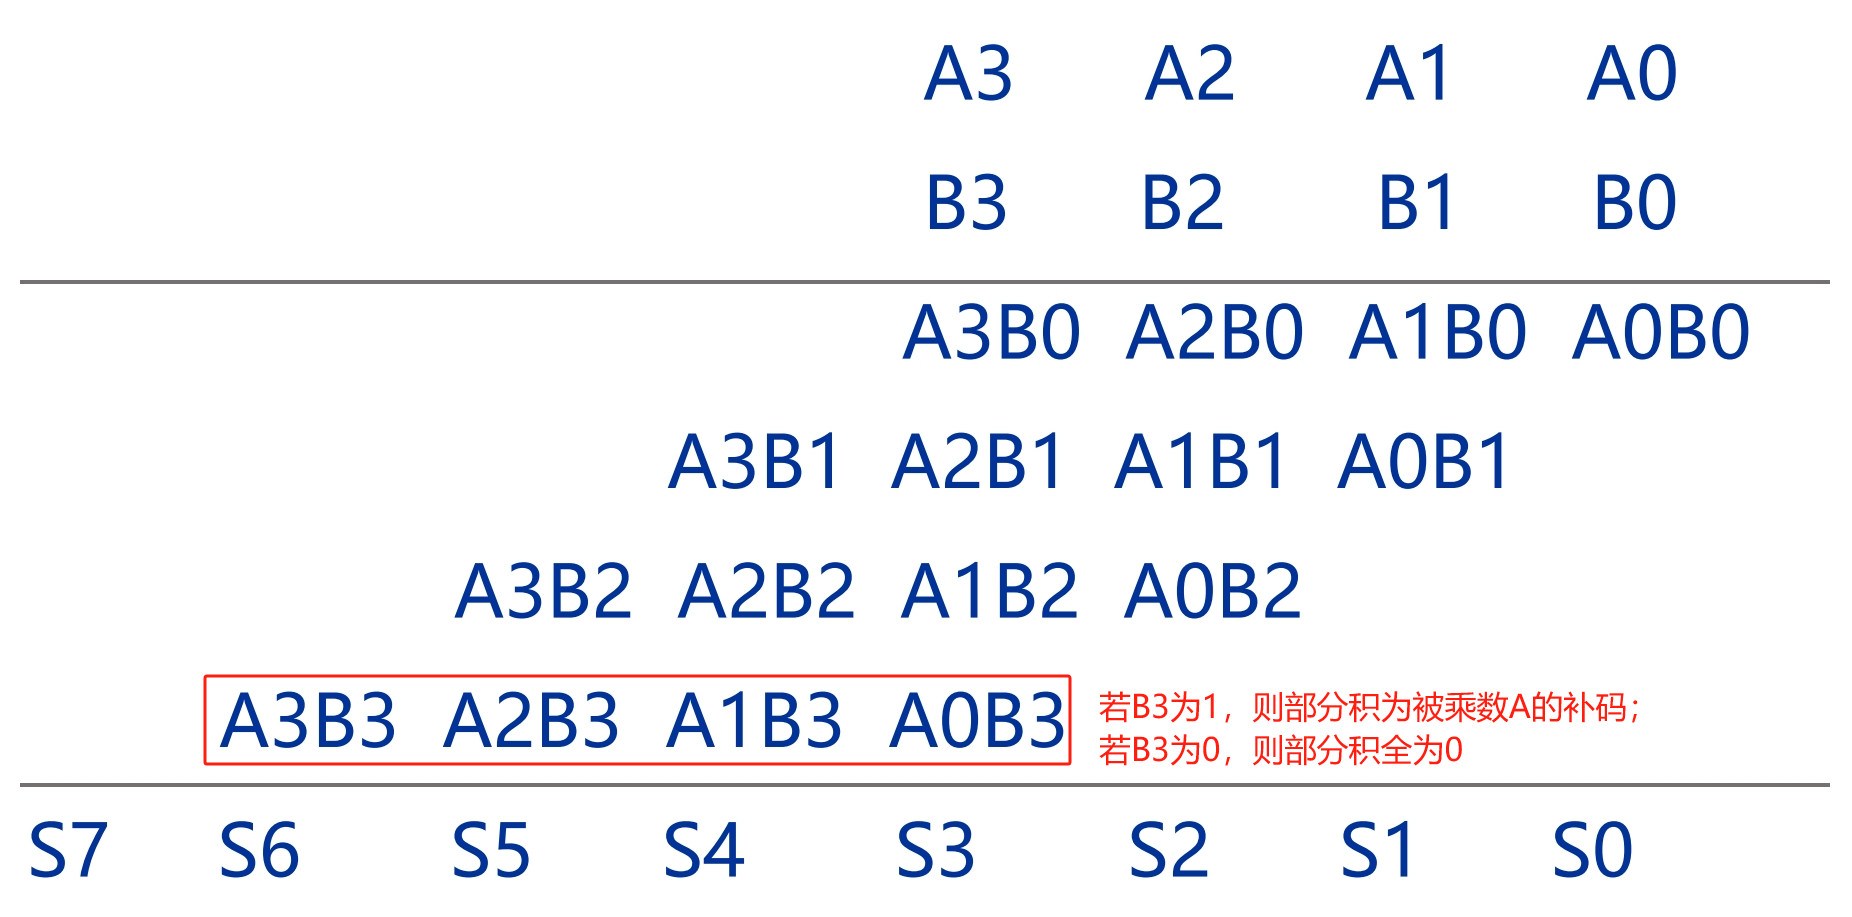 A3 A2 A1 A0
B3 B2 B1 B0
A3B0 A2B0 A1B0 A0B0
A3B1 A2B1 A1B1 A0B1
A3B2 A2B2 A1B2 A0B2
A3B3 A2B3 A1B3 A0B3
若B3为1，则部分积为被乘数A的补码；
若B3为0，则部分积全为0
S7 S6 S5 S4 S3 S2 S1 S0